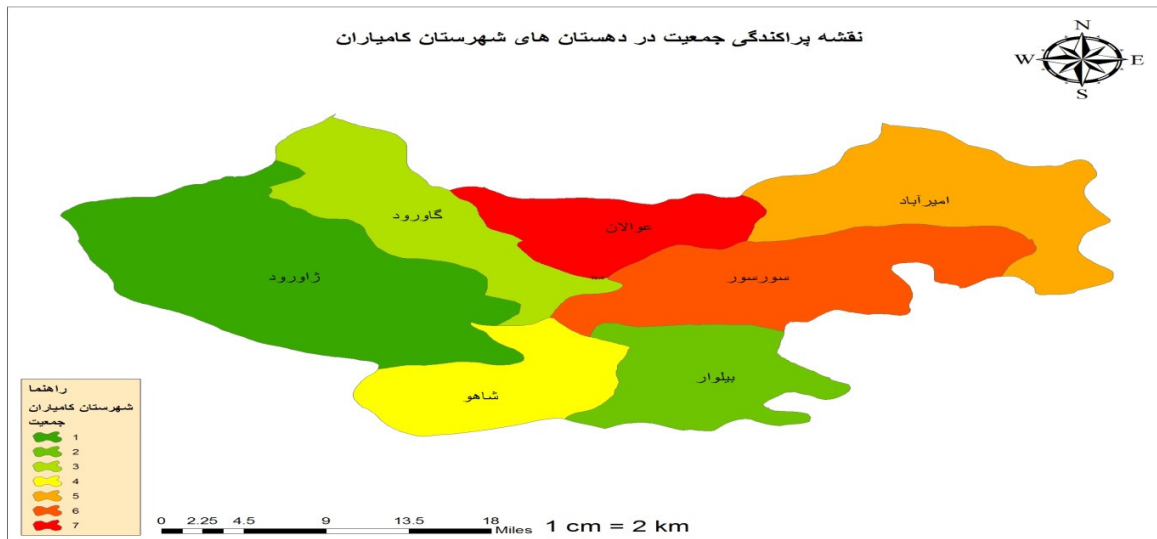 نقشه پراکندگی جمعیت در دهستان های شهرستان کامیاران
N
W E
S
امیرآباد
گاورود
عوالان
ژاورود
سورسور
بیلوار
شاهو
راهنما
شهرستان کامیاران
جمعیت
1
2
3
4
5
6
7
0 2.25 4.5 9 13.5 18
Miles
1 cm = 2 km